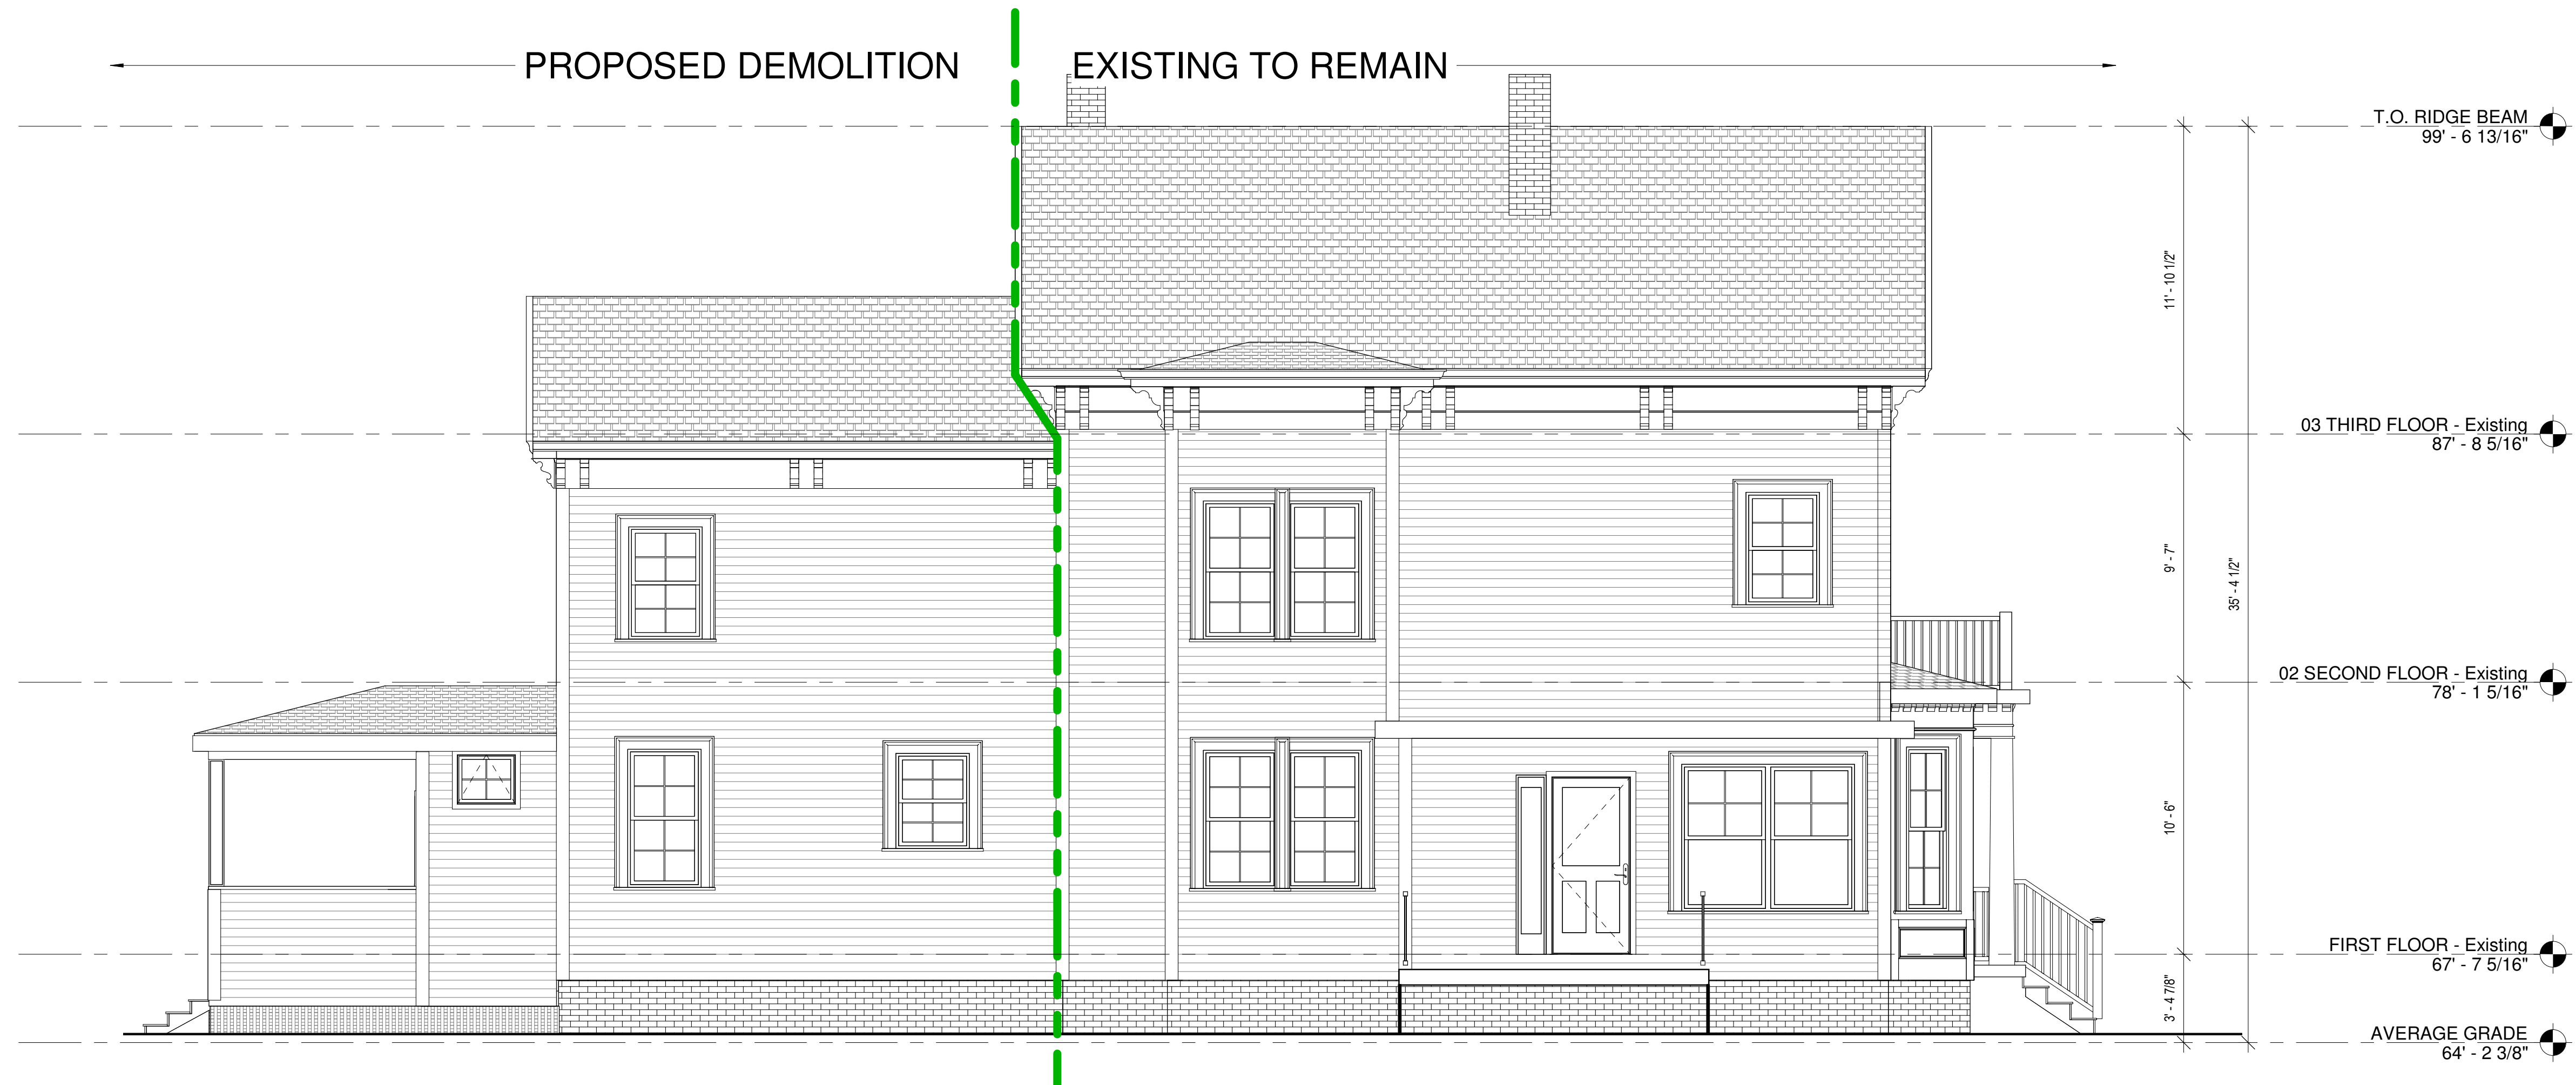 PROPOSED DEMOLITION
EXISTING TO REMAIN
T.O. RIDGE BEAM
99' - 6 13/16"
11' - 10 1/2"
03 THIRD FLOOR - Existing
87' - 8 5/16"
9' - 7"
35' - 4 1/2"
02 SECOND FLOOR - Existing
78' - 1 5/16"
10' - 6"
FIRST FLOOR - Existing
67' - 7 5/16"
3' - 4 7/8"
AVERAGE GRADE
64' - 2 3/8"